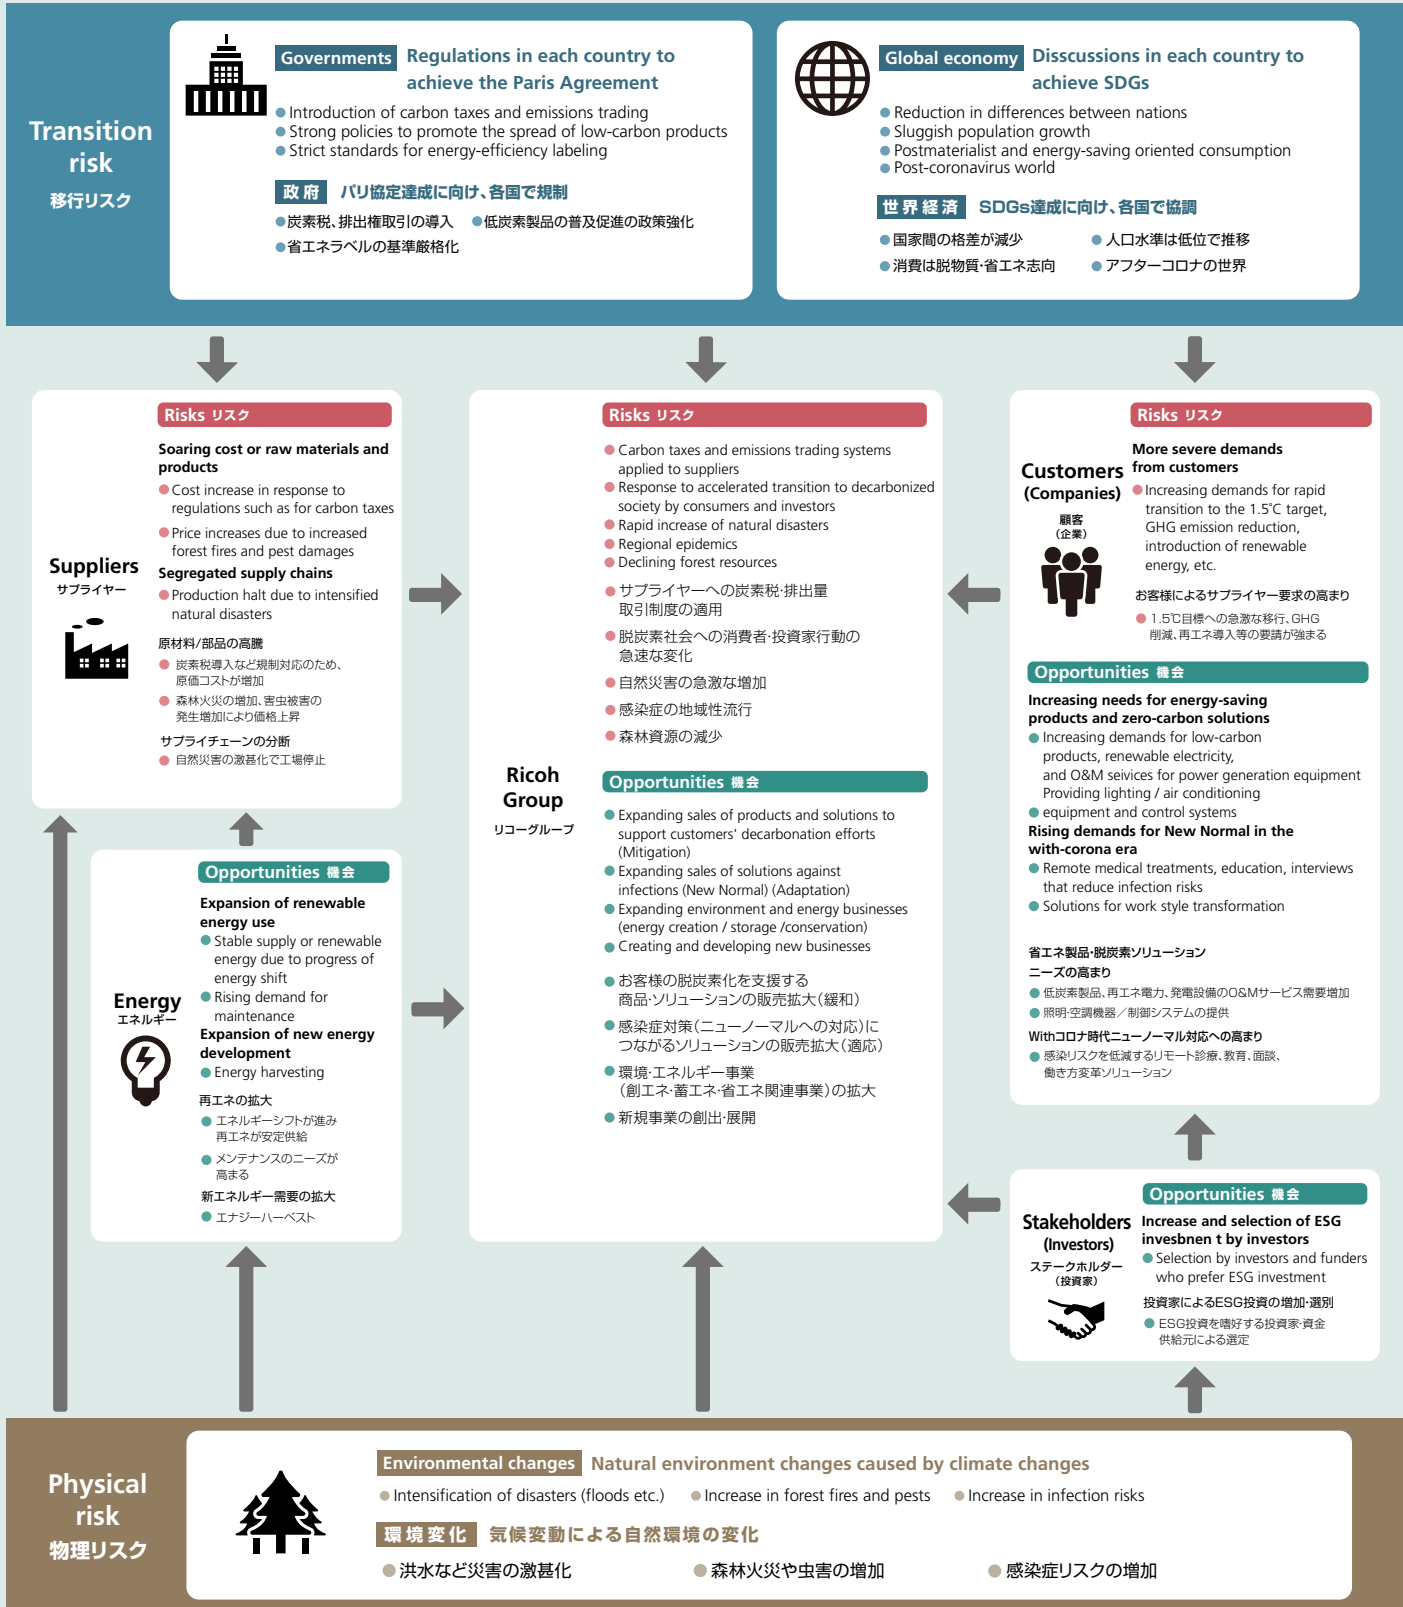 Transition
risk
移行リスク
Governments Regulations in each country to
achieve the Paris Agreement
● Introduction of carbon taxes and emissions trading
● Strong policies to promote the spread of low-carbon products
● Strict standards for energy-efficiency labeling
政府 パリ協定達成に向け、各国で規制
●炭素税、排出権取引の導入 ●低炭素製品の普及促進の政策強化
●省エネラベルの基準厳格化
Global economy Disscussions in each country to
achieve SDGs
● Reduction in differences between nations
● Sluggish population growth
● Postmaterialist and energy-saving oriented consumption
● Post-coronavirus world
世界経済 SDGs達成に向け、各国で協調
●国家間の格差が減少 ●人口水準は低位で推移
●消費は脱物質・省エネ志向 ●アフターコロナの世界
Suppliers
サプライヤー
Risks リスク
Soaring cost or raw materials and
products
● Cost increase in response to
regulations such as for carbon taxes
● Price increases due to increased
forest fires and pest damages
Segregated supply chains
● Production halt due to intensified
natural disasters
原材料/部品の高騰
● 炭素税導入など規制対応のため、
原価コストが増加
● 森林火災の増加、害虫被害の
発生増加により価格上昇
サプライチェーンの分断
● 自然災害の激甚化で工場停止
Energy
エネルギー
Opportunities 機会
Expansion of renewable
energy use
● Stable supply or renewable
energy due to progress of
energy shift
● Rising demand for
maintenance
Expansion of new energy
development
● Energy harvesting
再エネの拡大
● エネルギーシフトが進み
再エネが安定供給
● メンテナンスのニーズが
高まる
新エネルギー需要の拡大
● エナジーハーベスト
Ricoh
Group
リコーグループ
Risks リスク
● Carbon taxes and emissions trading systems
applied to suppliers
● Response to accelerated transition to decarbonized
society by consumers and investors
● Rapid increase of natural disasters
● Regional epidemics
● Declining forest resources
● サプライヤーへの炭素税・排出量
取引制度の適用
● 脱炭素社会への消費者・投資家行動の
急速な変化
● 自然災害の急激な増加
● 感染症の地域性流行
● 森林資源の減少
Opportunities 機会
● Expanding sales of products and solutions to
support customers' decarbonation efforts
(Mitigation)
● Expanding sales of solutions against
infections (New Normal) (Adaptation)
● Expanding environment and energy businesses
(energy creation / storage /conservation)
● Creating and developing new businesses
● お客様の脱炭素化を支援する
商品・ソリューションの販売拡大（緩和）
● 感染症対策（ニューノーマルへの対応）に
つながるソリューションの販売拡大（適応）
● 環境・エネルギー事業
（創エネ・蓄エネ・省エネ関連事業）の拡大
● 新規事業の創出・展開
Customers
(Companies)
顧客
（企業）
Risks リスク
More severe demands
from customers
● Increasing demands for rapid
transition to the 1.5℃ target,
GHG emission reduction,
introduction of renewable
energy, etc.
お客様によるサプライヤー要求の高まり
● 1.5℃目標への急激な移行、GHG
削減、再エネ導入等の要請が強まる
Opportunities 機会
Increasing needs for energy-saving
products and zero-carbon solutions
● Increasing demands for low-carbon
products, renewable electricity,
and O&M seivices for power generation equipment
Providing lighting / air conditioning
● equipment and control systems
Rising demands for New Normal in the
with-corona era
● Remote medical treatments, education, interviews
that reduce infection risks
● Solutions for work style transformation
省エネ製品・脱炭素ソリューション
ニーズの高まり
● 低炭素製品、再エネ電力、発電設備のO&Mサービス需要増加
● 照明・空調機器／制御システムの提供
Withコロナ時代ニューノーマル対応への高まり
● 感染リスクを低減するリモート診療、教育、面談、
働き方変革ソリューション
Stakeholders
(Investors)
ステークホルダー
（投資家）
Opportunities 機会
Increase and selection of ESG
invesbnen t by investors
● Selection by investors and funders
who prefer ESG investment
投資家によるESG投資の増加・選別
● ESG投資を嗜好する投資家・資金
供給元による選定
Physical
risk
物理リスク
Environmental changes Natural environment changes caused by climate changes
● Intensification of disasters (floods etc.) ● Increase in forest fires and pests ● Increase in infection risks
環境変化 気候変動による自然環境の変化
● 洪水など災害の激甚化 ● 森林火災や虫害の増加 ● 感染症リスクの増加